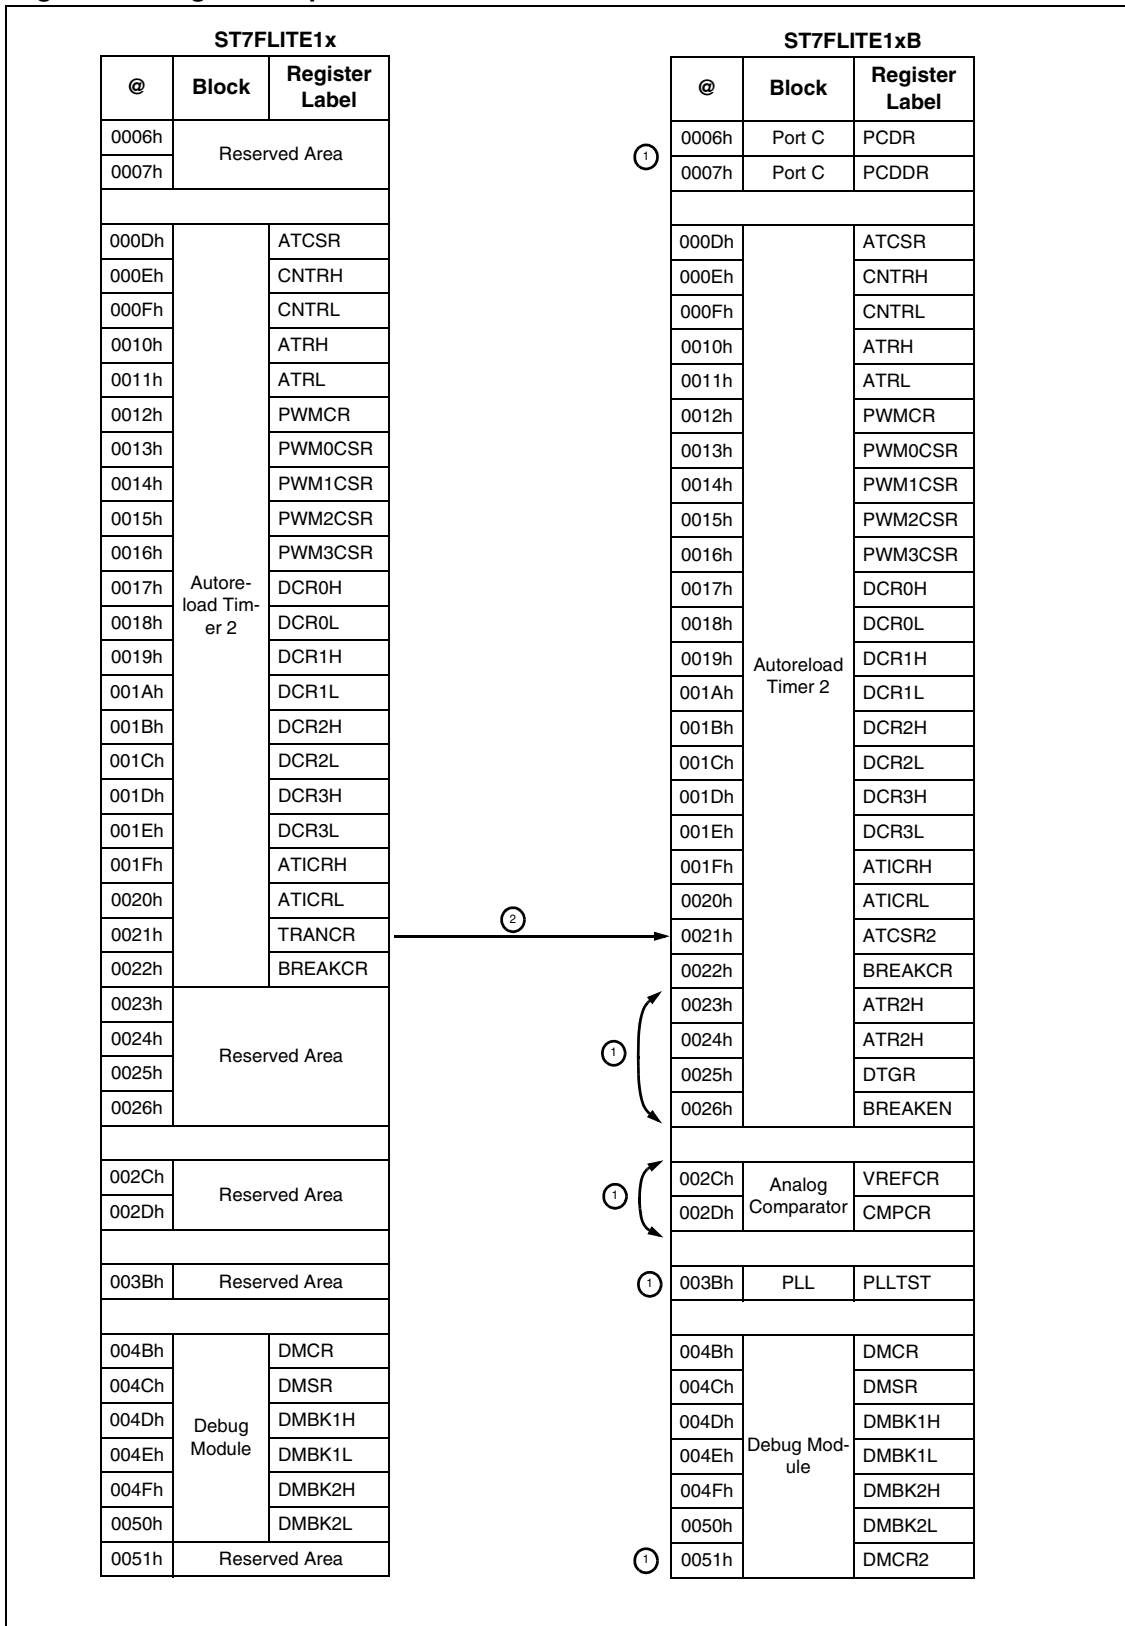 ST7FLITE1x
@ Block Register Label
0006h Reserved Area
0007h
000Dh Autore-load Tim-er 2 ATCSR
000Eh CNTRH
000Fh CNTRL
0010h ATRH
0011h ATRL
0012h PWMCR
0013h PWM0CSR
0014h PWM1CSR
0015h PWM2CSR
0016h PWM3CSR
0017h DCR0H
0018h DCR0L
0019h DCR1H
001Ah DCR1L
001Bh DCR2H
001Ch DCR2L
001Dh DCR3H
001Eh DCR3L
001Fh ATICRH
0020h ATICRL
0021h TRANCR
0022h BREAKCR
0023h Reserved Area
0024h
0025h
0026h
002Ch Reserved Area
002Dh
003Bh Reserved Area
004Bh Debug Module DMCR
004Ch DMSR
004Dh DMBK1H
004Eh DMBK1L
004Fh DMBK2H
0050h DMBK2L
0051h Reserved Area
2
ST7FLITE1xB
@ Block Register Label
1
0006h Port C PCDR
0007h Port C PCDDR
000Dh Autoreload Timer 2 ATCSR
000Eh CNTRH
000Fh CNTRL
0010h ATRH
0011h ATRL
0012h PWMCR
0013h PWM0CSR
0014h PWM1CSR
0015h PWM2CSR
0016h PWM3CSR
0017h DCR0H
0018h DCR0L
0019h DCR1H
001Ah DCR1L
001Bh DCR2H
001Ch DCR2L
001Dh DCR3H
001Eh DCR3L
001Fh ATICRH
0020h ATICRL
0021h ATCSR2
0022h BREAKCR
1
0023h ATR2H
0024h ATR2H
0025h DTGR
0026h BREAKEN
1
002Ch Analog Comparator VREFCR
002Dh CMPCR
1
003Bh PLL PLLTST
004Bh Debug Mod-ule DMCR
004Ch DMSR
004Dh DMBK1H
004Eh DMBK1L
004Fh DMBK2H
0050h DMBK2L
1
0051h DMCR2